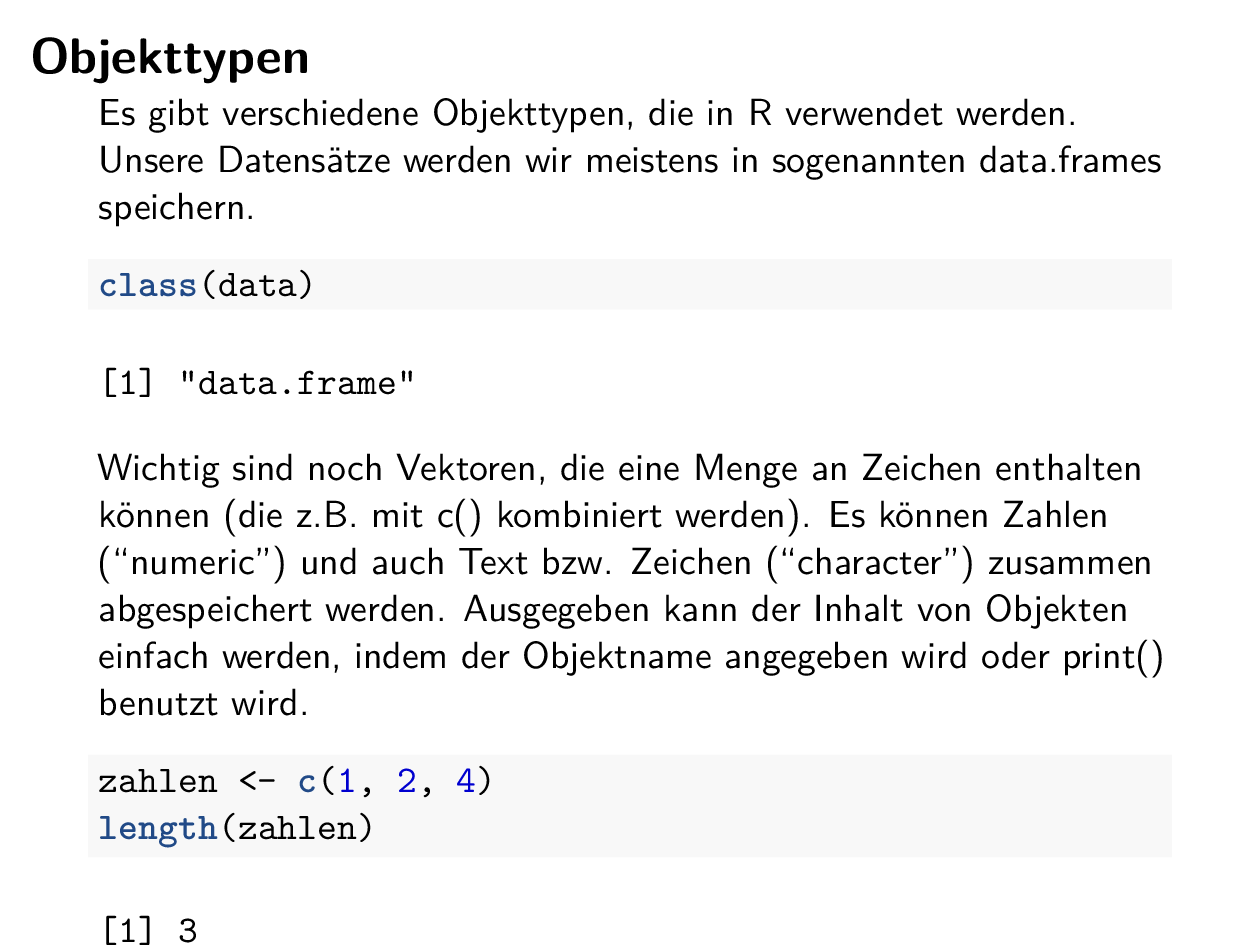 Objekttypen
Es gibt verschiedene Objekttypen, die in R verwendet werden.
Unsere Datensätze werden wir meistens in sogenannten data.frames
speichern.
class(data)
[1] "data.frame"
Wichtig sind noch Vektoren, die eine Menge an Zeichen enthalten
können (die z.B. mit c() kombiniert werden). Es können Zahlen
(“numeric”) und auch Text bzw. Zeichen (“character”) zusammen
abgespeichert werden. Ausgegeben kann der Inhalt von Objekten
einfach werden, indem der Objektname angegeben wird oder print()
benutzt wird.
zahlen <- c(1, 2, 4)
length(zahlen)
[1] 3